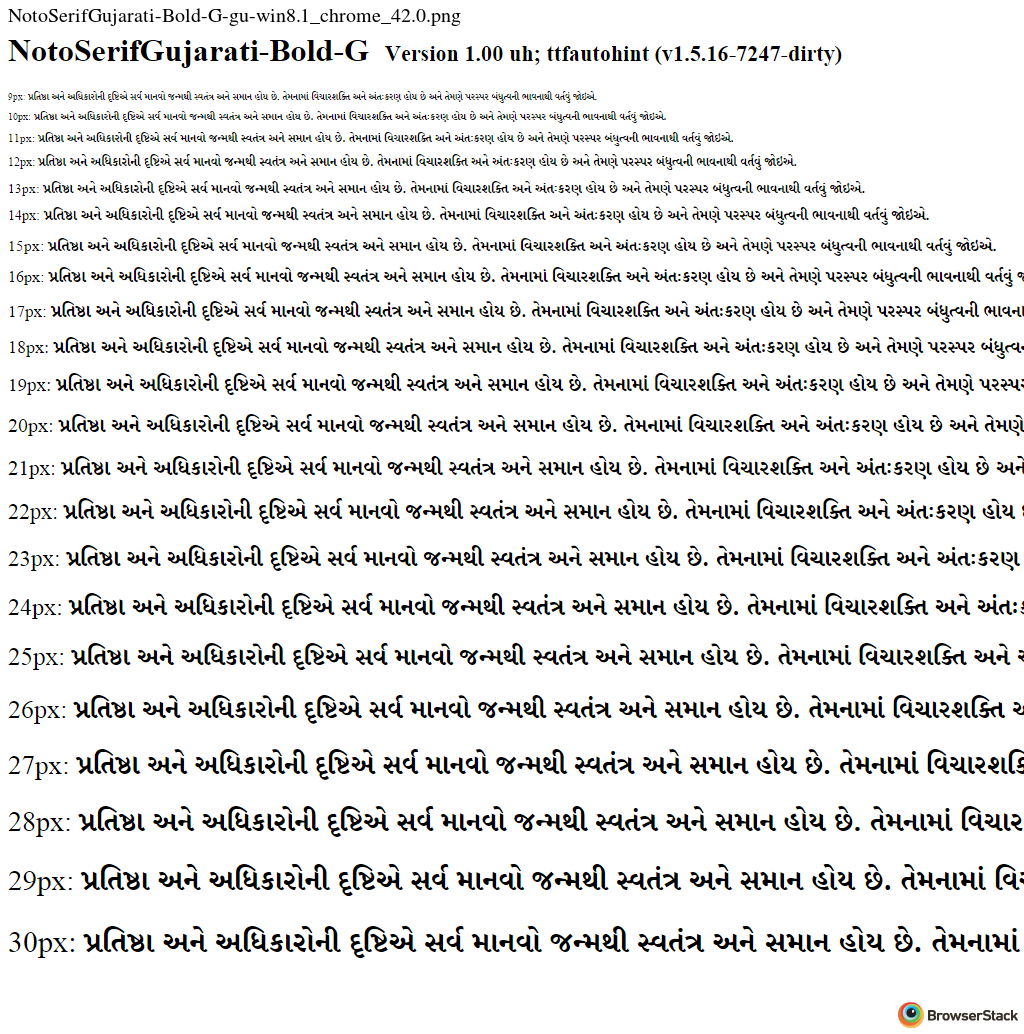 NotoSerifGujarati-Bold-G-gu-win8.1_chrome_42.0.png
NotoSerifGujarati-Bold-G Version 1.00 uh; ttfautohint (v1.5.16-7247-dirty)
9px: પ્રતિષ્ઠા અને અધિકારોની દૃષ્ટિએ સર્વ માનવો જન્મથી સ્વતંત્ર અને સમાન હોય છે. તેમનામાં વિચારશક્તિ અને અંતઃકરણ હોય છે અને તેમણે પરસ્પર બંધુત્વની ભાવનાથી વર્તવું જોઇએ.
10px: પ્રતિષ્ઠા અને અધિકારોની દૃષ્ટિએ સર્વ માનવો જન્મથી સ્વતંત્ર અને સમાન હોય છે. તેમનામાં વિચારશક્તિ અને અંતઃકરણ હોય છે અને તેમણે પરસ્પર બંધુત્વની ભાવનાથી વર્તવું જોઇએ.
11px: પ્રતિષ્ઠા અને અધિકારોની દૃષ્ટિએ સર્વ માનવો જન્મથી સ્વતંત્ર અને સમાન હોય છે. તેમનામાં વિચારશક્તિ અને અંતઃકરણ હોય છે અને તેમણે પરસ્પર બંધુત્વની ભાવનાથી વર્તવું જોઇએ.
12px: પ્રતિષ્ઠા અને અધિકારોની દૃષ્ટિએ સર્વ માનવો જન્મથી સ્વતંત્ર અને સમાન હોય છે. તેમનામાં વિચારશક્તિ અને અંતઃકરણ હોય છે અને તેમણે પરસ્પર બંધુત્વની ભાવનાથી વર્તવું જોઇએ.
13px: પ્રતિષ્ઠા અને અધિકારોની દૃષ્ટિએ સર્વ માનવો જન્મથી સ્વતંત્ર અને સમાન હોય છે. તેમનામાં વિચારશક્તિ અને અંતઃકરણ હોય છે અને તેમણે પરસ્પર બંધુત્વની ભાવનાથી વર્તવું જોઇએ.
14px: પ્રતિષ્ઠા અને અધિકારોની દૃષ્ટિએ સર્વ માનવો જન્મથી સ્વતંત્ર અને સમાન હોય છે. તેમનામાં વિચારશક્તિ અને અંતઃકરણ હોય છે અને તેમણે પરસ્પર બંધુત્વની ભાવનાથી વર્તવું જોઇએ.
15px: પ્રતિષ્ઠા અને અધિકારોની દૃષ્ટિએ સર્વ માનવો જન્મથી સ્વતંત્ર અને સમાન હોય છે. તેમનામાં વિચારશક્તિ અને અંતઃકરણ હોય છે અને તેમણે પરસ્પર બંધુત્વની ભાવનાથી વર્તવું જોઇએ.
16px: પ્રતિષ્ઠા અને અધિકારોની દૃષ્ટિએ સર્વ માનવો જન્મથી સ્વતંત્ર અને સમાન હોય છે. તેમનામાં વિચારશક્તિ અને અંતઃકરણ હોય છે અને તેમણે પરસ્પર બંધુત્વની ભાવનાથી વર્તવું
17px: પ્રતિષ્ઠા અને અધિકારોની દૃષ્ટિએ સર્વ માનવો જન્મથી સ્વતંત્ર અને સમાન હોય છે. તેમનામાં વિચારશક્તિ અને અંતઃકરણ હોય છે અને તેમણે પરસ્પર બંધુત્વની ભાવના
18px: પ્રતિષ્ઠા અને અધિકારોની દૃષ્ટિએ સર્વ માનવો જન્મથી સ્વતંત્ર અને સમાન હોય છે. તેમનામાં વિચારશક્તિ અને અંતઃકરણ હોય છે અને તેમણે પરસ્પર
19px: પ્રતિષ્ઠા અને અધિકારોની દૃષ્ટિએ સર્વ માનવો જન્મથી સ્વતંત્ર અને સમાન હોય છે. તેમનામાં વિચારશક્તિ અને અંતઃકરણ હોય છે અને તેમણે
20px: પ્રતિષ્ઠા અને અધિકારોની દૃષ્ટિએ સર્વ માનવો જન્મથી સ્વતંત્ર અને સમાન હોય છે. તેમનામાં વિચારશક્તિ અને અંતઃકરણ હોય છે અને તેમણે
21px: પ્રતિષ્ઠા અને અધિકારોની દૃષ્ટિએ સર્વ માનવો જન્મથી સ્વતંત્ર અને સમાન હોય છે. તેમનામાં વિચારશક્તિ અને અંતઃકરણ હોય છે અને
22px: પ્રતિષ્ઠા અને અધિકારોની દૃષ્ટિએ સર્વ માનવો જન્મથી સ્વતંત્ર અને સમાન હોય છે. તેમનામાં વિચારશક્તિ અને અંતઃકરણ હોય
23px: પ્રતિષ્ઠા અને અધિકારોની દૃષ્ટિએ સર્વ માનવો જન્મથી સ્વતંત્ર અને સમાન હોય છે. તેમનામાં વિચારશક્તિ અને અંતઃકરણ
24px: પ્રતિષ્ઠા અને અધિકારોની દૃષ્ટિએ સર્વ માનવો જન્મથી સ્વતંત્ર અને સમાન હોય છે. તેમનામાં વિચારશક્તિ અને
25px: પ્રતિષ્ઠા અને અધિકારોની દૃષ્ટિએ સર્વ માનવો જન્મથી સ્વતંત્ર અને સમાન હોય છે. તેમનામાં વિચારશક્તિ અને
26px: પ્રતિષ્ઠા અને અધિકારોની દૃષ્ટિએ સર્વ માનવો જન્મથી સ્વતંત્ર અને સમાન હોય છે. તેમનામાં વિચારશક્તિ
27px: પ્રતિષ્ઠા અને અધિકારોની દૃષ્ટિએ સર્વ માનવો જન્મથી સ્વતંત્ર અને સમાન હોય છે. તેમનામાં
28px: પ્રતિષ્ઠા અને અધિકારોની દૃષ્ટિએ સર્વ માનવો જન્મથી સ્વતંત્ર અને સમાન હોય છે. તેમનામાં વિચાર
29px: પ્રતિષ્ઠા અને અધિકારોની દૃષ્ટિએ સર્વ માનવો જન્મથી સ્વતંત્ર અને સમાન હોય છે. તેમનામાં
30px: પ્રતિષ્ઠા અને અધિકારોની દૃષ્ટિએ સર્વ માનવો જન્મથી સ્વતંત્ર અને સમાન હોય છે. તેમનામાં
BrowserStack